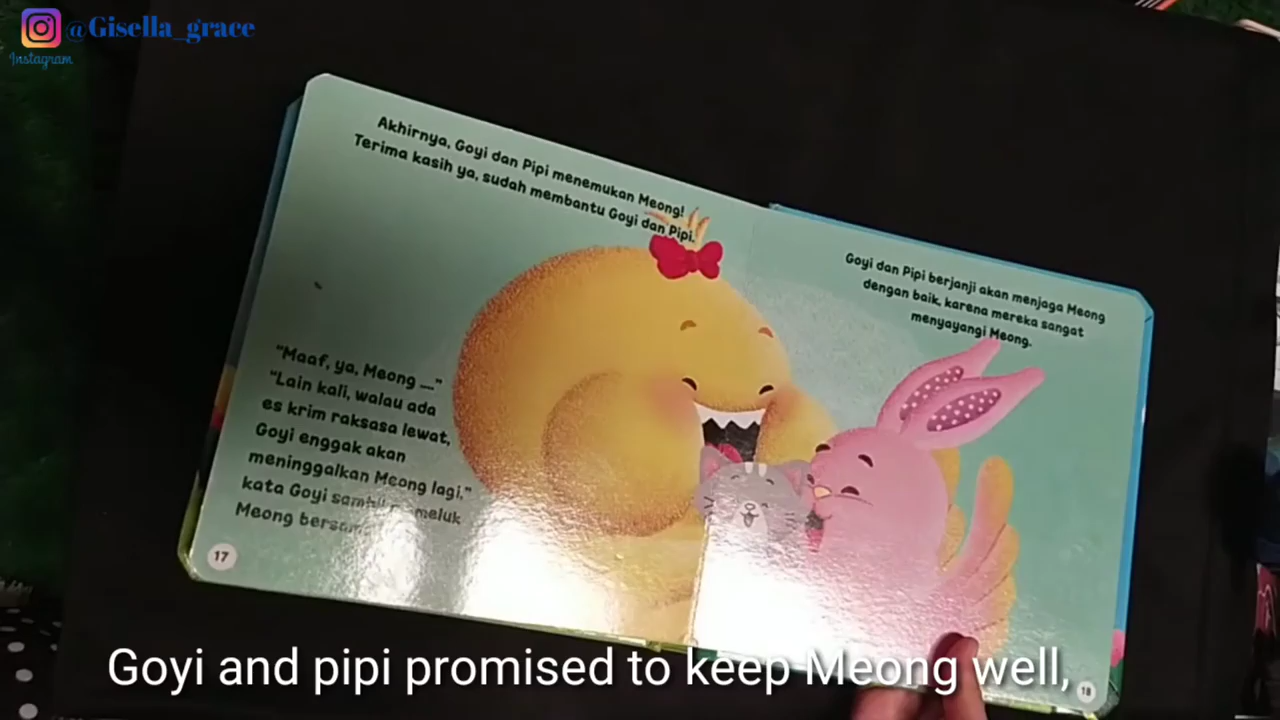 @Gisella_grace
Instagram
Akhirnya, Goyi dan Pipi menemukan Meong!
Terima kasih ya, sudah membantu Goyi dan Pipi.
Goyi dan Pipi berjanji akan menjaga Meong
dengan baik, karena mereka sangat
menyayangi Meong.
"Maaf, ya, Meong ...."
"Lain kali, walau ada
es krim raksasa lewat,
Goyi enggak akan
meninggalkan Meong lagi,"
kata Goyi
Meong
17
18
Goyi and pipi promised to keep Meong well,